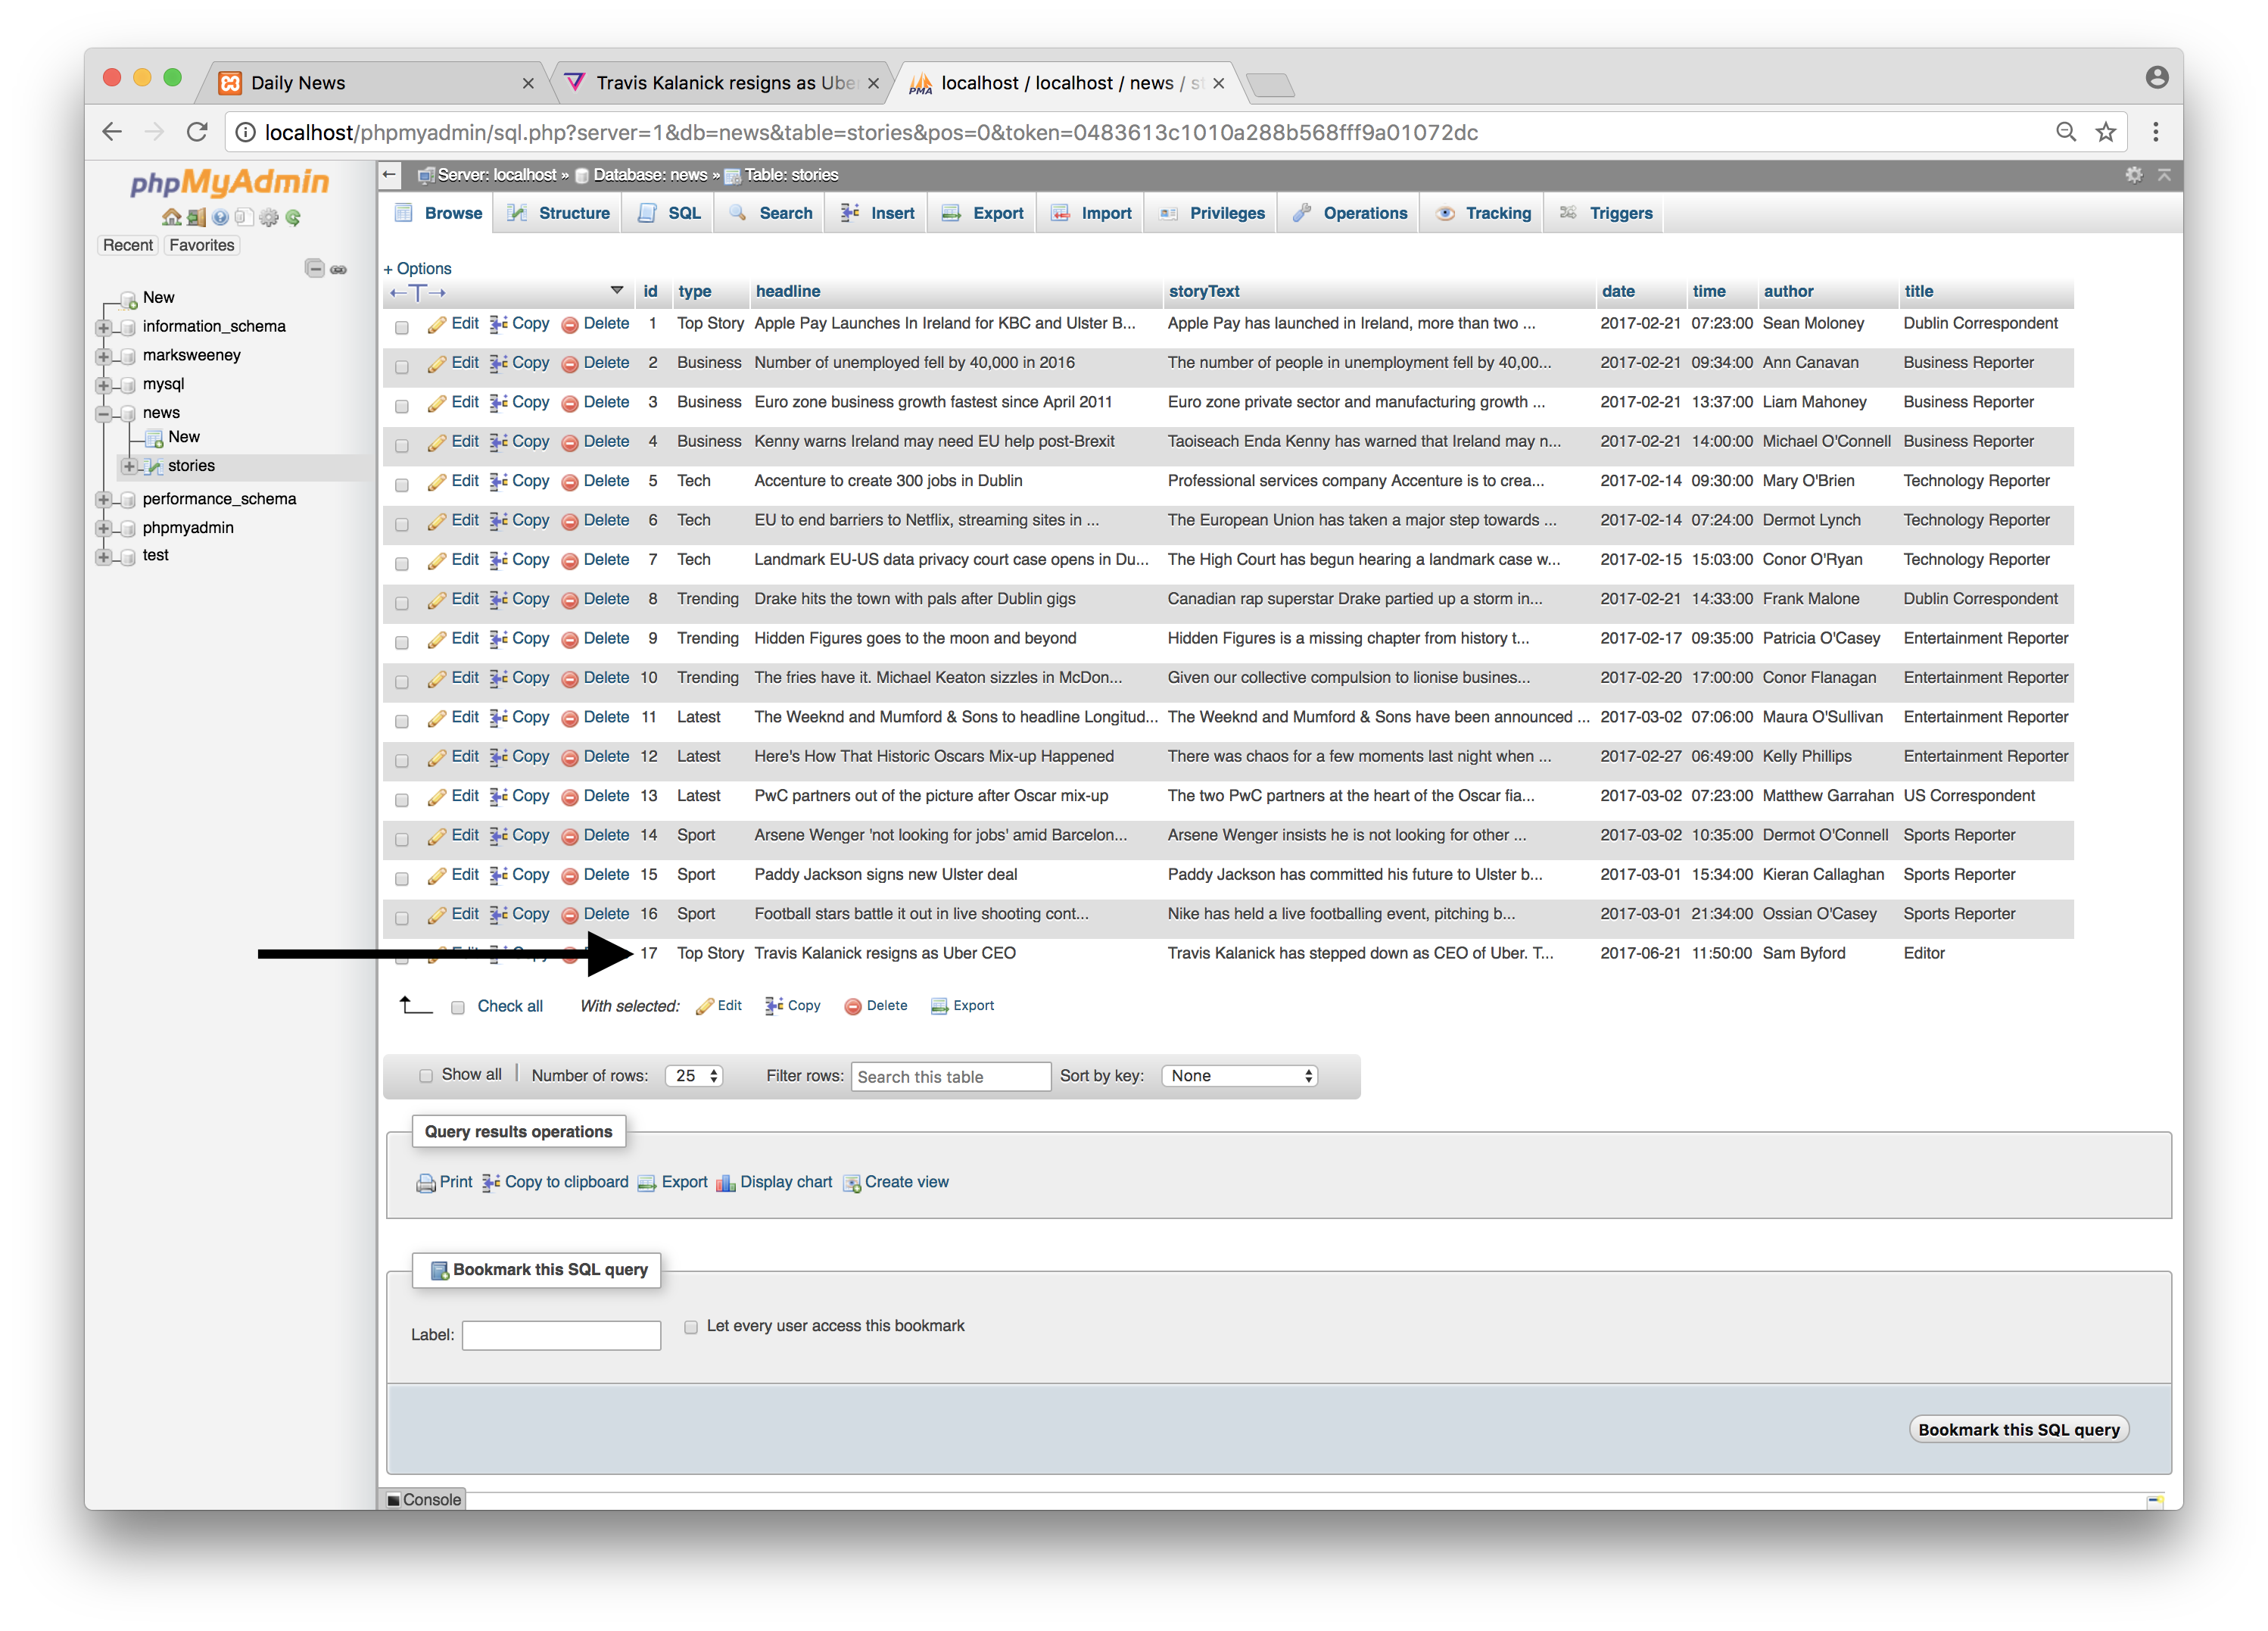 Daily News
Travis Kalanick resigns as Ube
localhost / localhost / news / st
localhost/phpmyadmin/sql.php?server=1&db=news&table=stories&pos=0&token=0483613c1010a288b568fff9a01072dc
phpMyAdmin
Recent Favorites
New
information_schema
marksweeney
mysql
news
New
stories
performance_schema
phpmyadmin
test
Server: localhost » Database: news » Table: stories
Browse Structure SQL Search Insert Export Import Privileges Operations Tracking Triggers
+ Options
id type headline storyText date time author title
Edit Copy Delete 1 Top Story Apple Pay Launches In Ireland for KBC and Ulster B... Apple Pay has launched in Ireland, more than two ... 2017-02-21 07:23:00 Sean Moloney Dublin Correspondent
Edit Copy Delete 2 Business Number of unemployed fell by 40,000 in 2016 The number of people in unemployment fell by 40,00... 2017-02-21 09:34:00 Ann Canavan Business Reporter
Edit Copy Delete 3 Business Euro zone business growth fastest since April 2011 Euro zone private sector and manufacturing growth ... 2017-02-21 13:37:00 Liam Mahoney Business Reporter
Edit Copy Delete 4 Business Kenny warns Ireland may need EU help post-Brexit Taoiseach Enda Kenny has warned that Ireland may n... 2017-02-21 14:00:00 Michael O'Connell Business Reporter
Edit Copy Delete 5 Tech Accenture to create 300 jobs in Dublin Professional services company Accenture is to crea... 2017-02-14 09:30:00 Mary O'Brien Technology Reporter
Edit Copy Delete 6 Tech EU to end barriers to Netflix, streaming sites in ... The European Union has taken a major step towards ... 2017-02-14 07:24:00 Dermot Lynch Technology Reporter
Edit Copy Delete 7 Tech Landmark EU-US data privacy court case opens in Du... The High Court has begun hearing a landmark case w... 2017-02-15 15:03:00 Conor O'Ryan Technology Reporter
Edit Copy Delete 8 Trending Drake hits the town with pals after Dublin gigs Canadian rap superstar Drake partied up a storm in... 2017-02-21 14:33:00 Frank Malone Dublin Correspondent
Edit Copy Delete 9 Trending Hidden Figures goes to the moon and beyond Hidden Figures is a missing chapter from history t... 2017-02-17 09:35:00 Patricia O'Casey Entertainment Reporter
Edit Copy Delete 10 Trending The fries have it. Michael Keaton sizzles in McDon... Given our collective compulsion to lionise busines... 2017-02-20 17:00:00 Conor Flanagan Entertainment Reporter
Edit Copy Delete 11 Latest The Weeknd and Mumford & Sons to headline Longitud... The Weeknd and Mumford & Sons have been announced ... 2017-03-02 07:06:00 Maura O'Sullivan Entertainment Reporter
Edit Copy Delete 12 Latest Here's How That Historic Oscars Mix-up Happened There was chaos for a few moments last night when ... 2017-02-27 06:49:00 Kelly Phillips Entertainment Reporter
Edit Copy Delete 13 Latest PwC partners out of the picture after Oscar mix-up The two PwC partners at the heart of the Oscar fia... 2017-03-02 07:23:00 Matthew Garrahan US Correspondent
Edit Copy Delete 14 Sport Arsene Wenger 'not looking for jobs' amid Barcelon... Arsene Wenger insists he is not looking for other ... 2017-03-02 10:35:00 Dermot O'Connell Sports Reporter
Edit Copy Delete 15 Sport Paddy Jackson signs new Ulster deal Paddy Jackson has committed his future to Ulster b... 2017-03-01 15:34:00 Kieran Callaghan Sports Reporter
Edit Copy Delete 16 Sport Football stars battle it out in live shooting cont... Nike has held a live footballing event, pitching b... 2017-03-01 21:34:00 Ossian O'Casey Sports Reporter
17 Top Story Travis Kalanick resigns as Uber CEO Travis Kalanick has stepped down as CEO of Uber. T... 2017-06-21 11:50:00 Sam Byford Editor
Check all With selected: Edit Copy Delete Export
Show all Number of rows: 25 Filter rows: Search this table Sort by key: None
Query results operations
Print Copy to clipboard Export Display chart Create view
Bookmark this SQL query
Label: Let every user access this bookmark
Bookmark this SQL query
Console